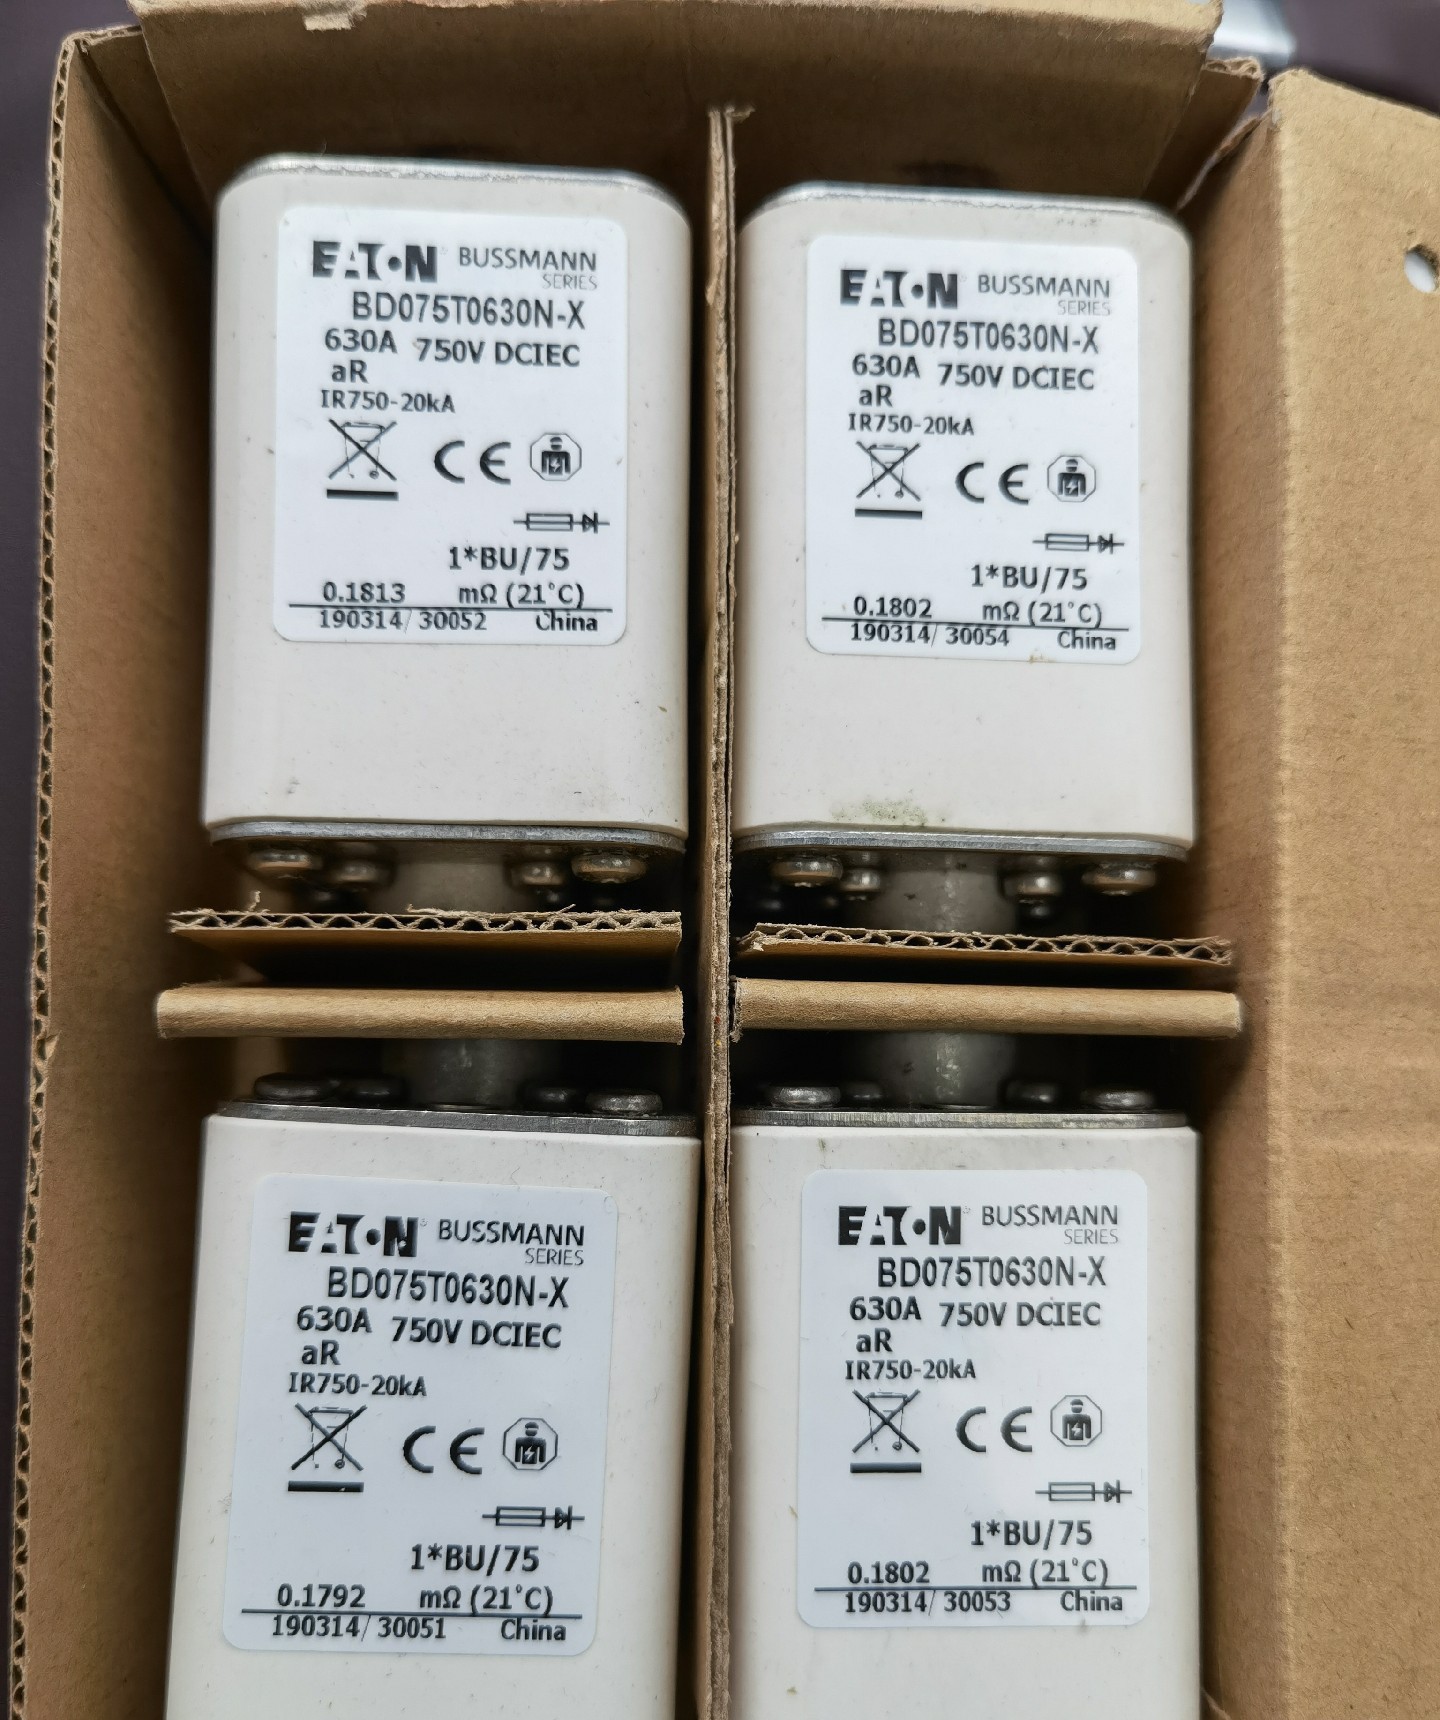 EATON BUSSMANN
SERIES
BD075T0630N-X
630A 750V DCIEC
aR
IR750-20kA
CE
1*BU/75
0.1813 mΩ (21°C)
190314/ 30052 China
EATON BUSSMANN
SERIES
BD075T0630N-X
630A 750V DCIEC
aR
IR750-20kA
CE
1*BU/75
0.1802 mΩ (21°C)
190314/ 30054 China
EATON BUSSMANN
SERIES
BD075T0630N-X
630A 750V DCIEC
aR
IR750-20kA
CE
1*BU/75
0.1792 mΩ (21°C)
190314/ 30051 China
EATON BUSSMANN
SERIES
BD075T0630N-X
630A 750V DCIEC
aR
IR750-20kA
CE
1*BU/75
0.1802 mΩ (21°C)
190314/ 30053 China